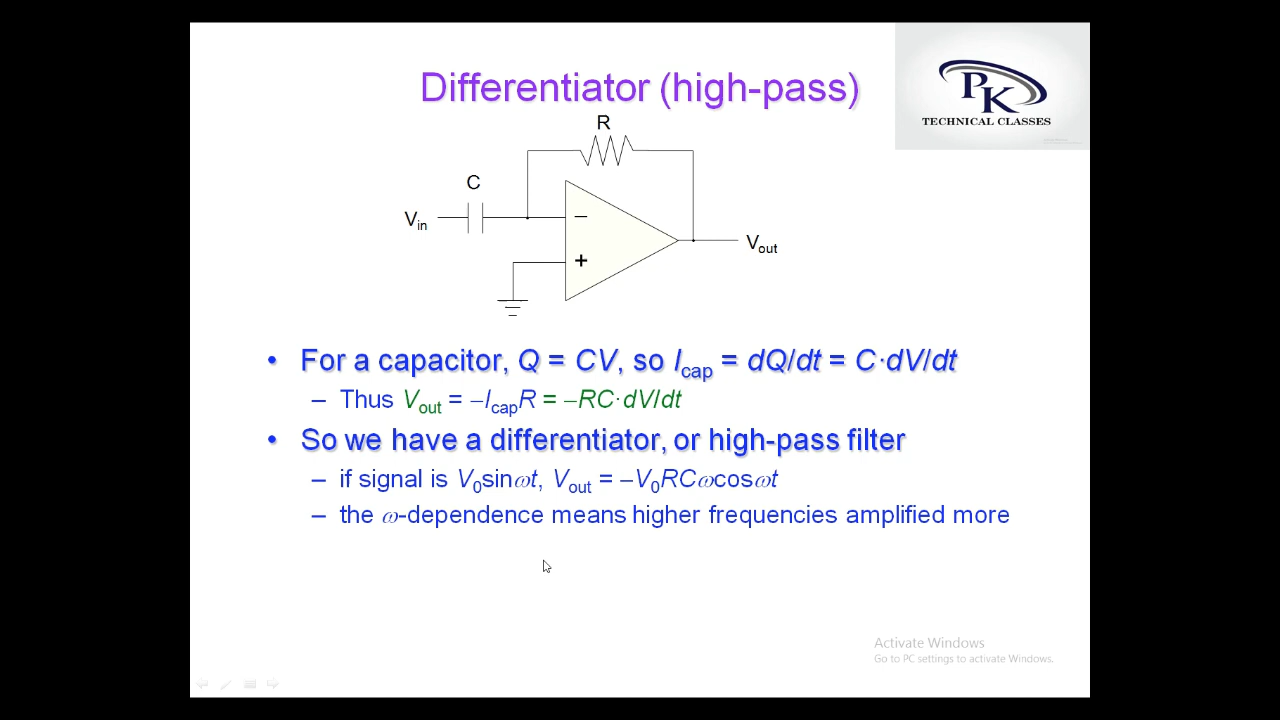 Differentiator (high-pass)
PK
TECHNICAL CLASSES
R
C
Vin
−
+
Vout
• For a capacitor, Q = CV, so Icap = dQ/dt = C·dV/dt
– Thus Vout = −IcapR = −RC·dV/dt
• So we have a differentiator, or high-pass filter
– if signal is V0sinωt, Vout = −V0RCωcosωt
– the ω-dependence means higher frequencies amplified more
Activate Windows
Go to PC settings to activate Windows.